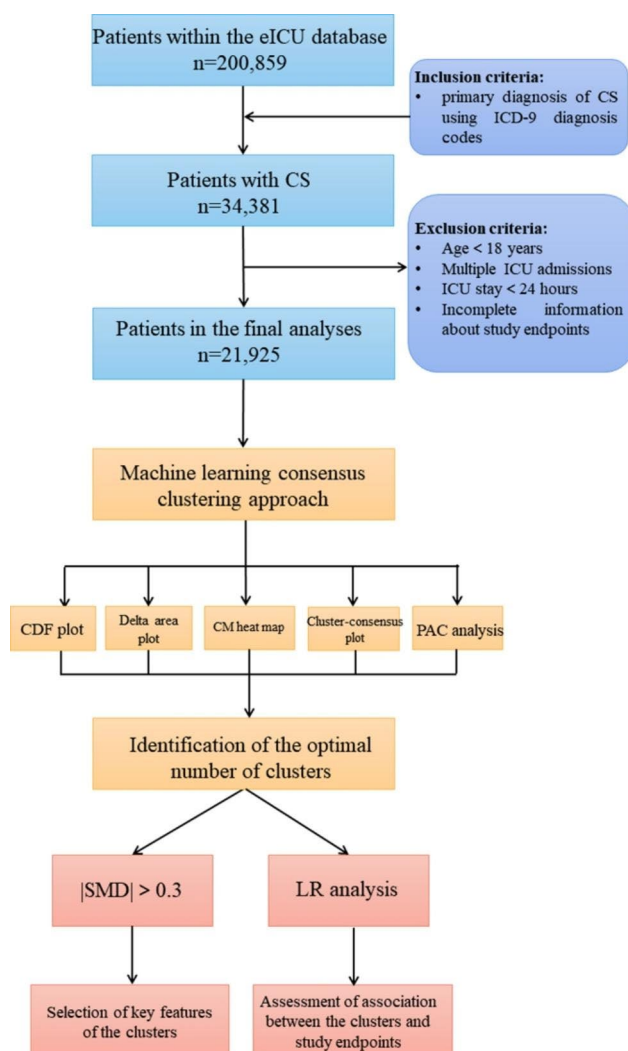 Patients within the eICU database
n=200,859
Inclusion criteria:
• primary diagnosis of CS
using ICD-9 diagnosis
codes
Patients with CS
n=34,381
Exclusion criteria:
• Age < 18 years
• Multiple ICU admissions
• ICU stay < 24 hours
• Incomplete information
about study endpoints
Patients in the final analyses
n=21,925
Machine learning consensus
clustering approach
CDF plot
Delta area
plot
CM heat map
Cluster-consensus
plot
PAC analysis
Identification of the optimal
number of clusters
|SMD| > 0.3
LR analysis
Selection of key features
of the clusters
Assessment of association
between the clusters and
study endpoints